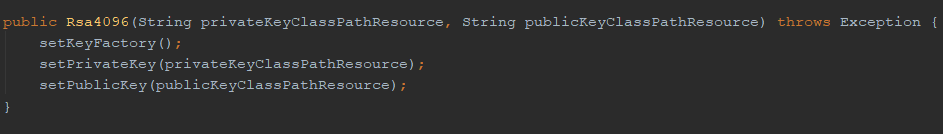 public Rsa4096(String privateKeyClassPathResource, String publicKeyClassPathResource) throws Exception {
    setKeyFactory();
    setPrivateKey(privateKeyClassPathResource);
    setPublicKey(publicKeyClassPathResource);
}